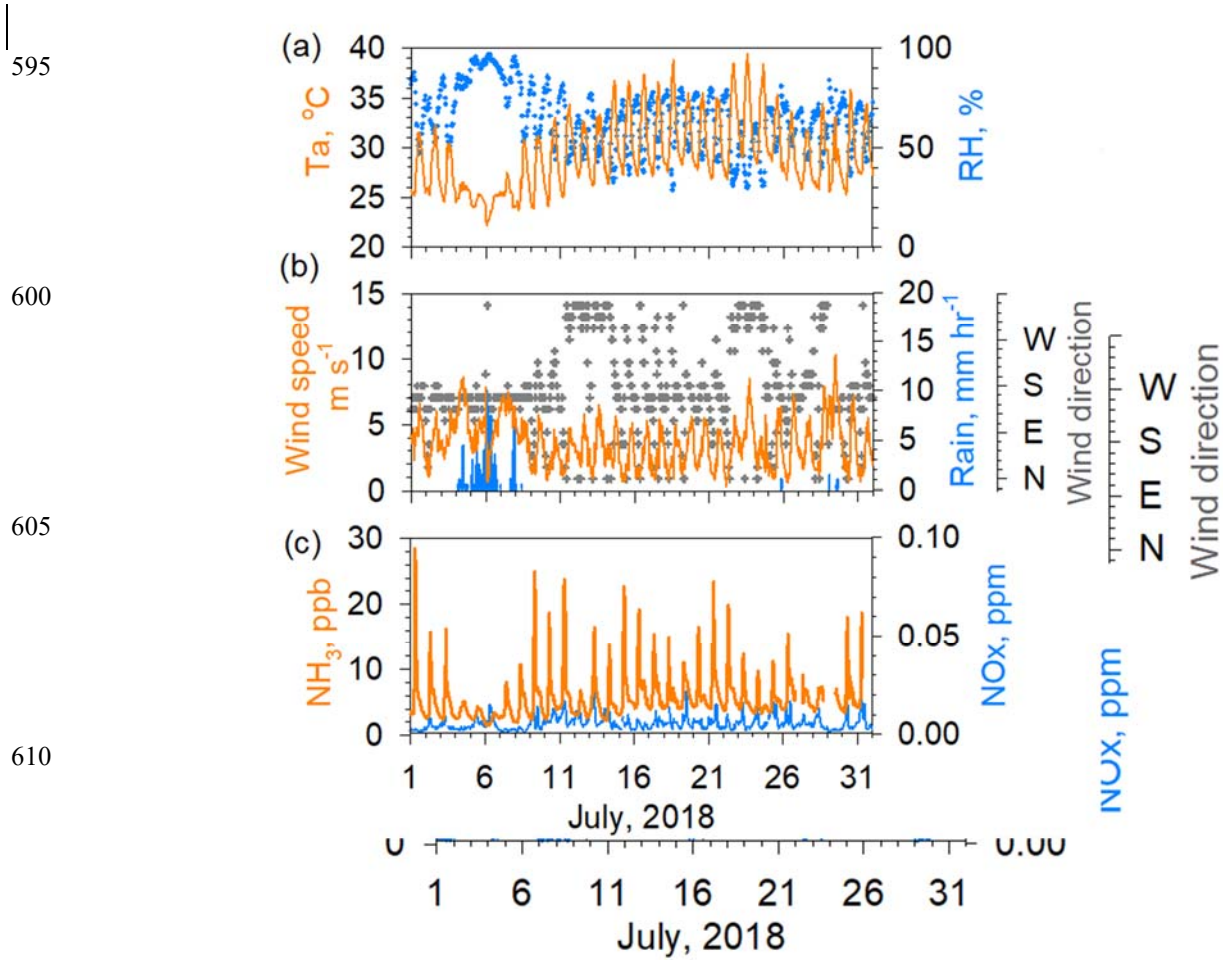 595
600
605
610
(a)
40
35
30
25
20
Ta, °C
100
50
0
RH, %
(b)
15
10
5
0
Wind speed
m s⁻¹
20
15
10
5
0
Rain, mm hr⁻¹
W
S
E
N
Wind direction
W
S
E
N
Wind direction
(c)
30
20
10
0
NH₃, ppb
0.10
0.05
0.00
NOx, ppm
NOx, ppm
1 6 11 16 21 26 31
July, 2018
0 0.00
1 6 11 16 21 26 31
July, 2018